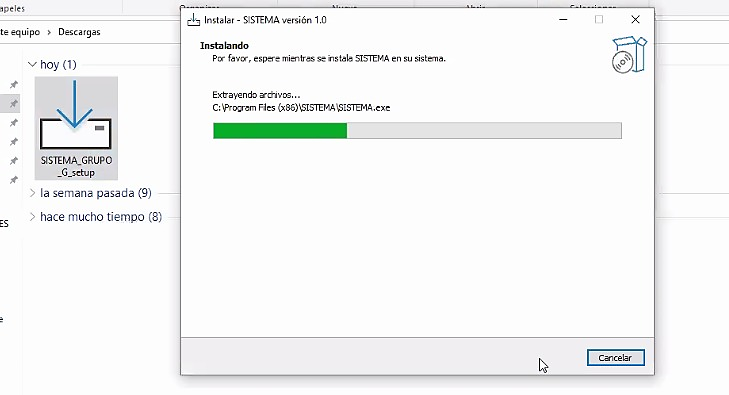 Instalar - SISTEMA versión 1.0
te equipo > Descargas
hoy (1)
SISTEMA_GRUPO
_G_setup
la semana pasada (9)
hace mucho tiempo (8)
ES
e
Instalando
Por favor, espere mientras se instala SISTEMA en su sistema.
Extrayendo archivos...
C:\Program Files (x86)\SISTEMA\SISTEMA.exe
Cancelar